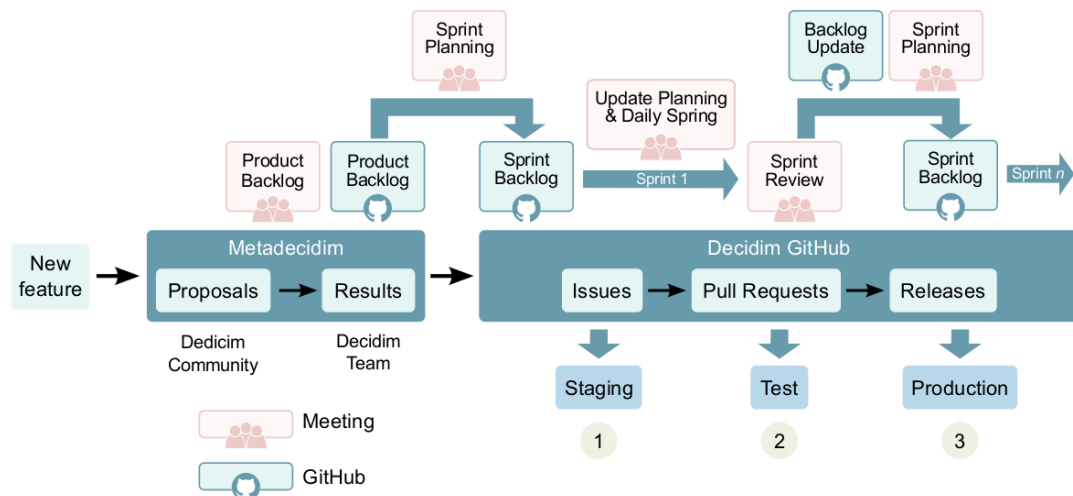 Sprint
Planning
Backlog
Update
Sprint
Planning
Update Planning
& Daily Spring
Product
Backlog
Product
Backlog
Sprint
Backlog
Sprint 1
Sprint
Review
Sprint
Backlog
Sprint n
New
feature
Metadecidim
Proposals
Results
Decidim GitHub
Issues
Pull Requests
Releases
Dedicim
Community
Decidim
Team
Staging
Test
Production
1
2
3
Meeting
GitHub